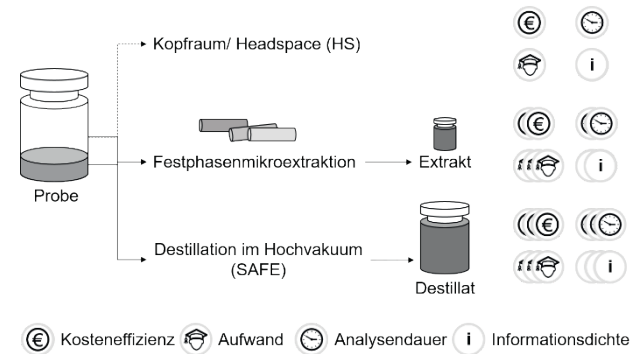 Kopfraum/ Headspace (HS)
Festphasenmikroextraktion
Extrakt
Probe
Destillation im Hochvakuum
(SAFE)
Destillat
Kosteneffizienz
Aufwand
Analysendauer
i
Informationsdichte